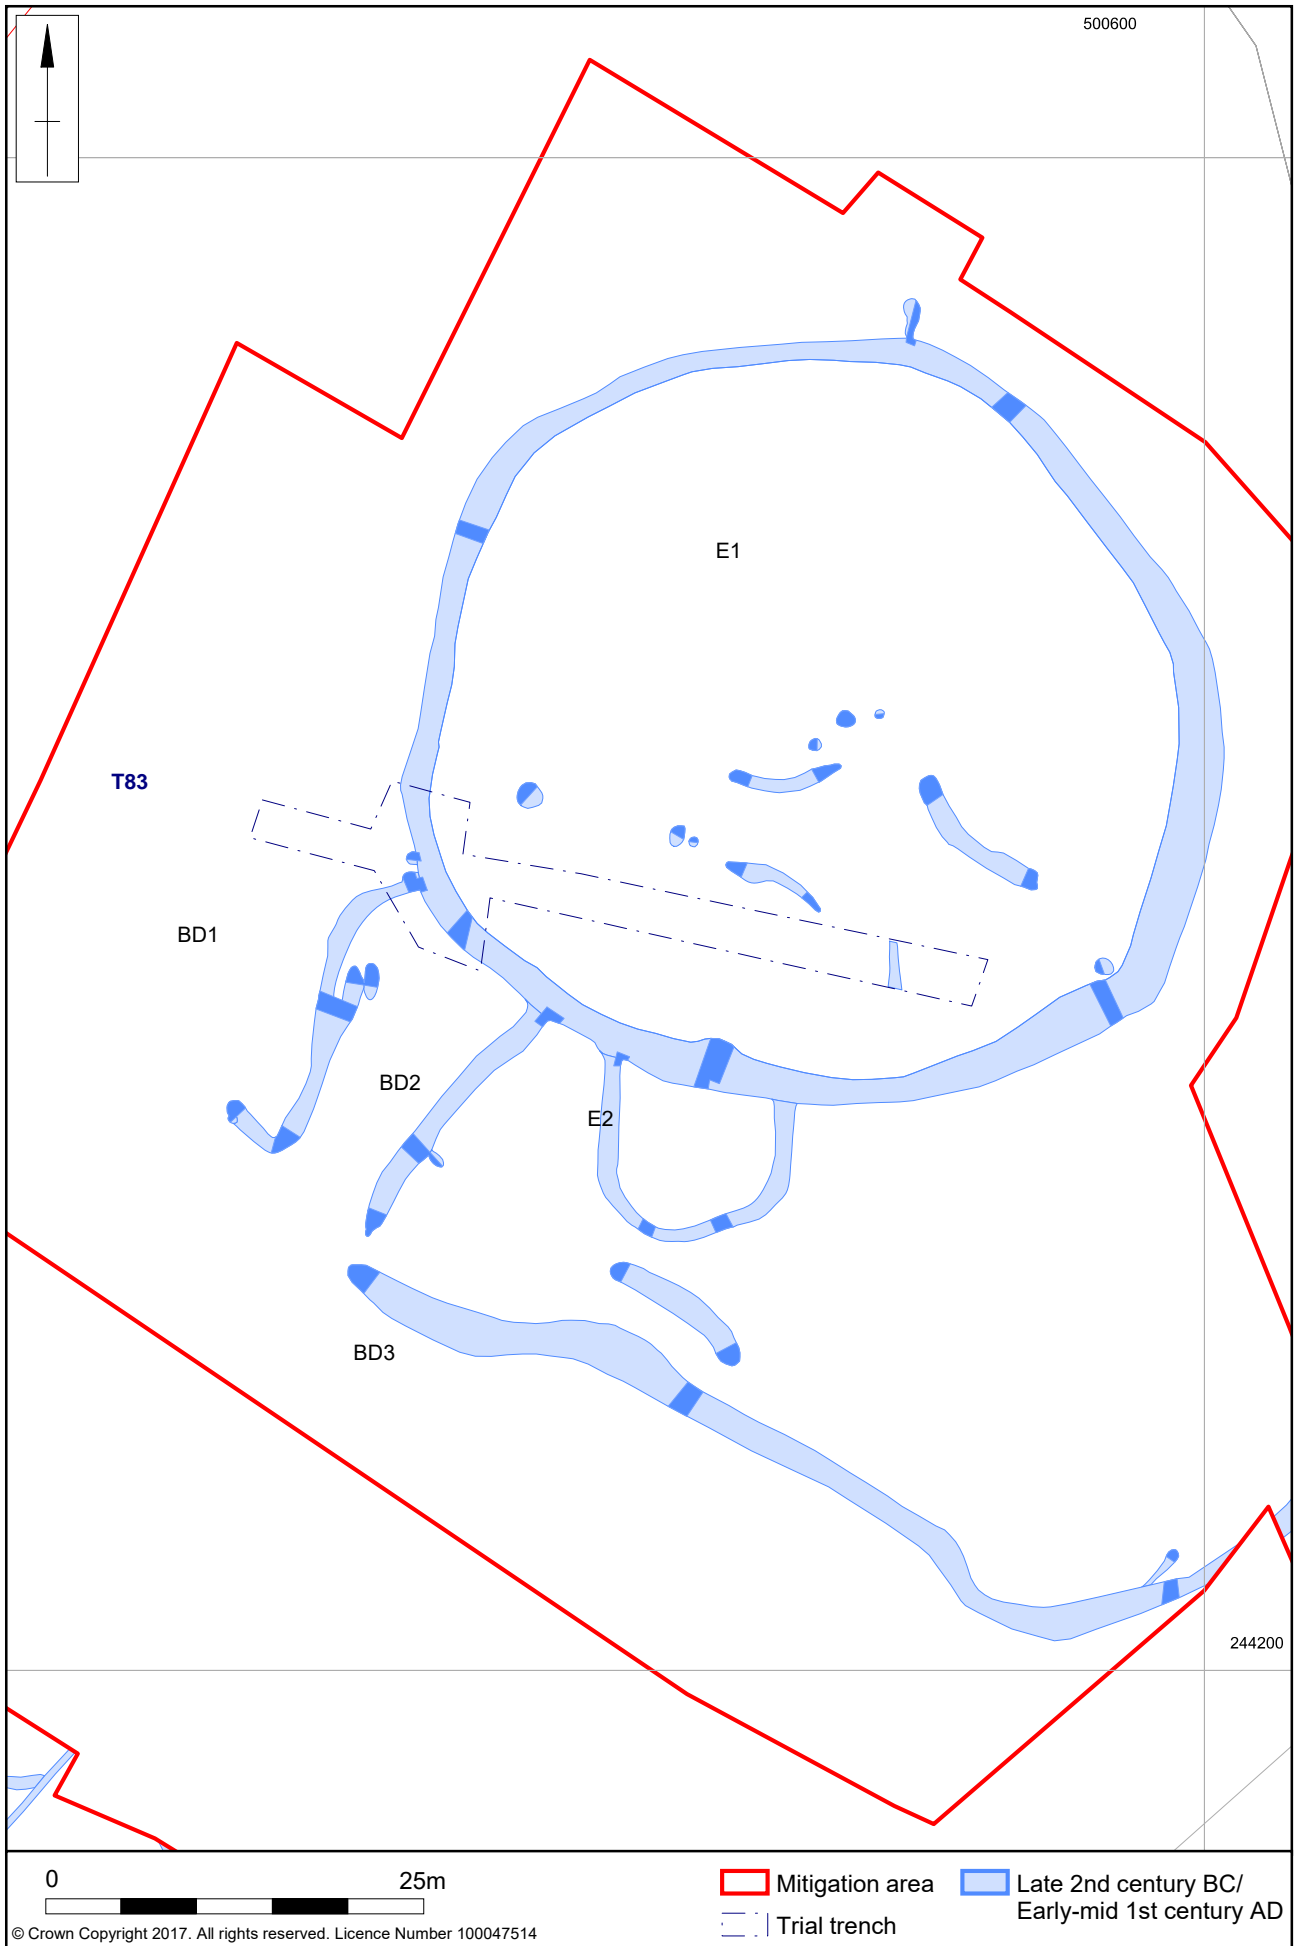 500600
E1
T83
BD1
BD2
E2
BD3
244200
0 25m
© Crown Copyright 2017. All rights reserved. Licence Number 100047514
Mitigation area
Trial trench
Late 2nd century BC/
Early-mid 1st century AD